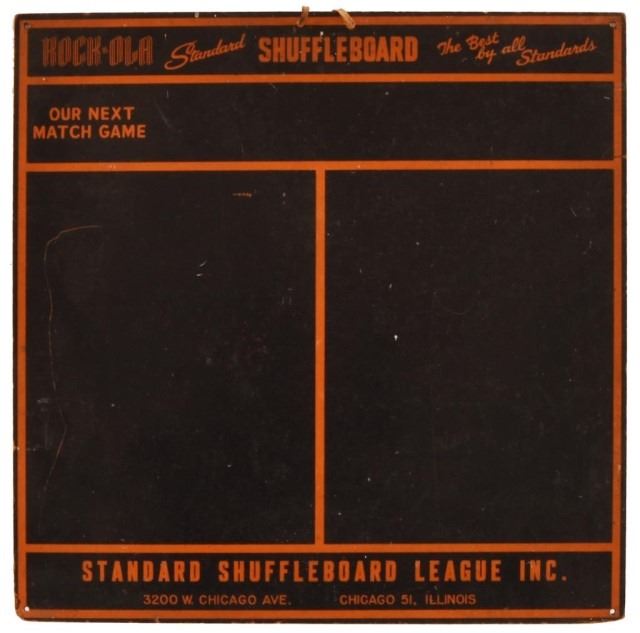 ROCK-OLA Standard SHUFFLEBOARD The Best by all Standards
OUR NEXT
MATCH GAME
STANDARD SHUFFLEBOARD LEAGUE INC.
3200 W. CHICAGO AVE. CHICAGO 51, ILLINOIS